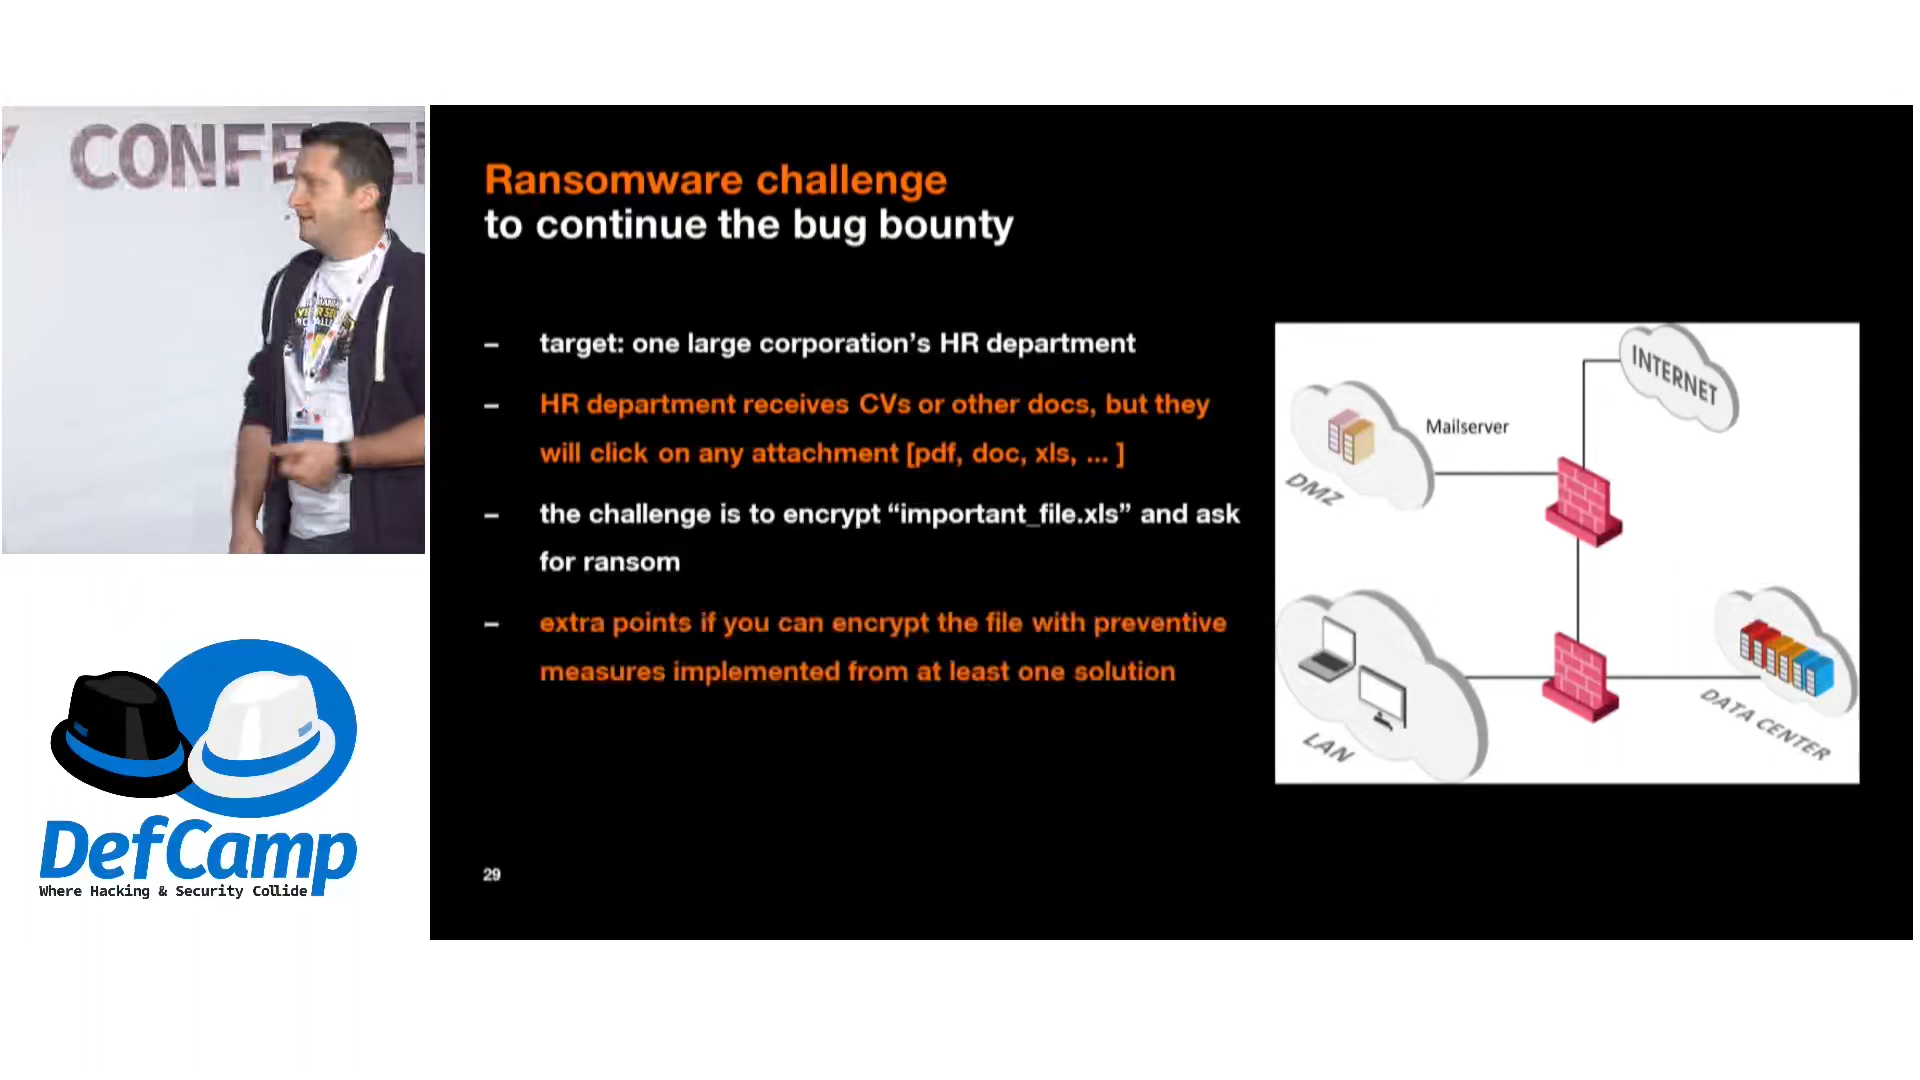 CONFE
Ransomware challenge
to continue the bug bounty
– target: one large corporation’s HR department
– HR department receives CVs or other docs, but they
will click on any attachment [pdf, doc, xls, ... ]
– the challenge is to encrypt “important_file.xls” and ask
for ransom
– extra points if you can encrypt the file with preventive
measures implemented from at least one solution
INTERNET
Mailserver
DMZ
LAN
DATA CENTER
29
DefCamp
Where Hacking & Security Collide